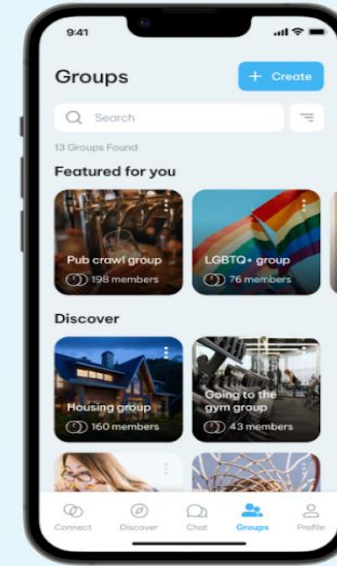 9:41
Groups
+ Create
Search
13 Groups Found
Featured for you
Pub crawl group
198 members
LGBTQ+ group
76 members
Discover
Housing group
160 members
Going to the
gym group
43 members
Connect
Discover
Chat
Groups
Profile